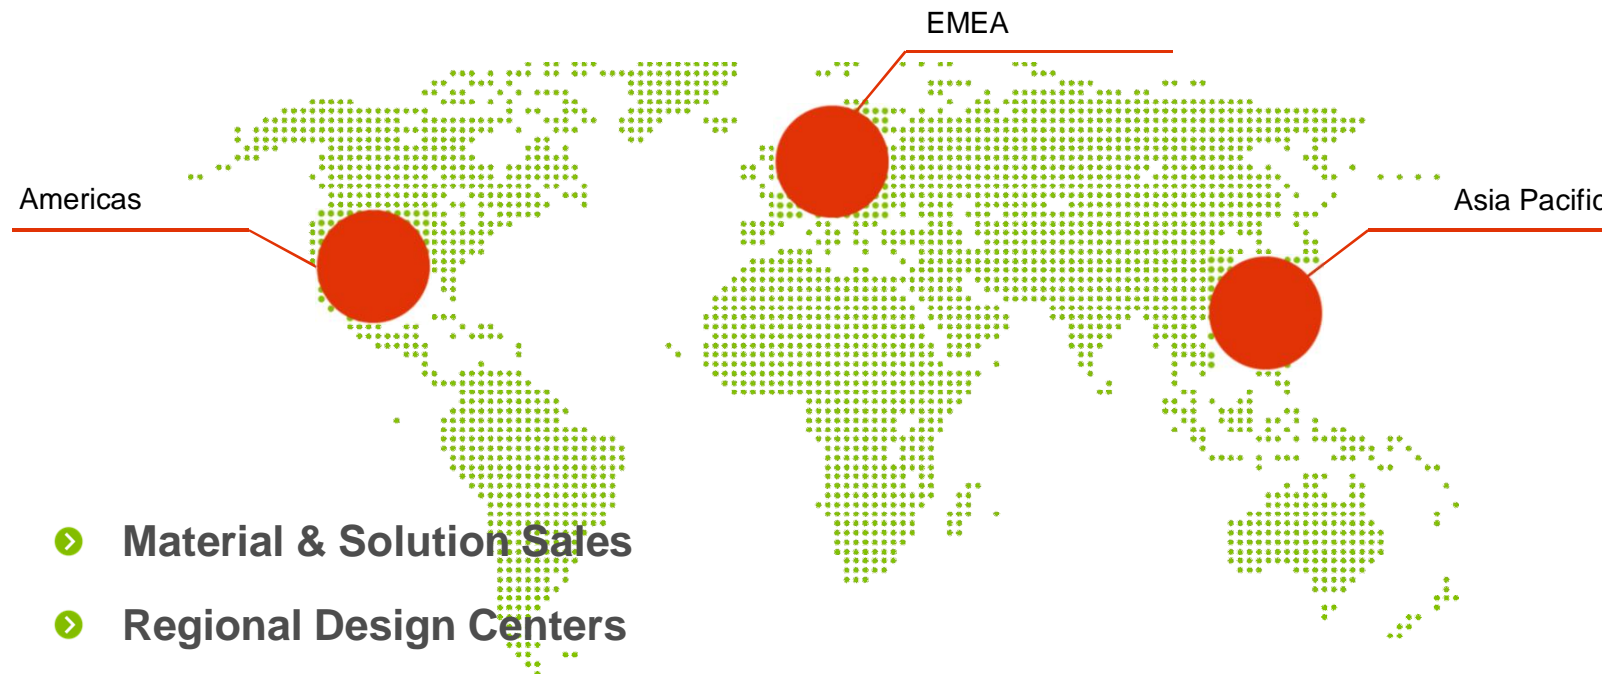 EMEA
Americas
Asia Pacific
Material & Solution Sales
Regional Design Centers